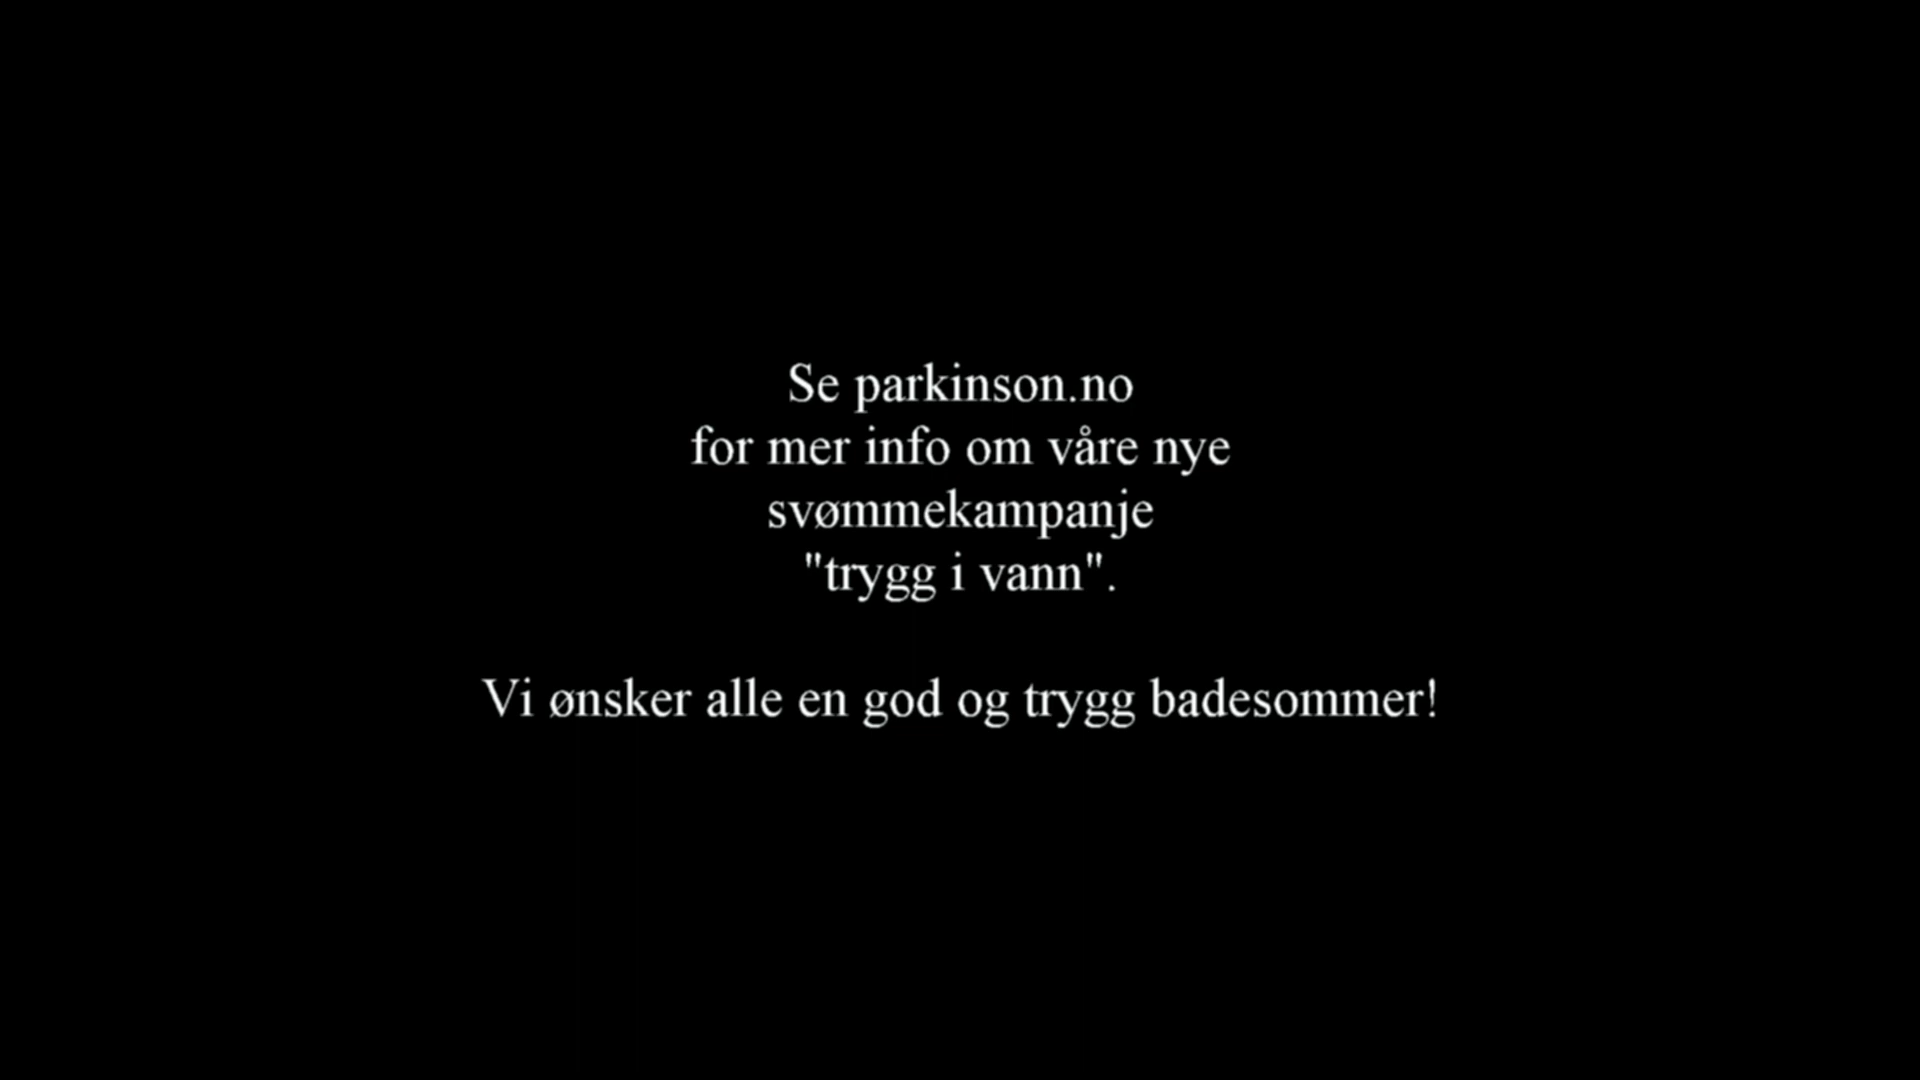 Se parkinson.no
for mer info om våre nye
svømmekampanje
"trygg i vann".
Vi ønsker alle en god og trygg badesommer!